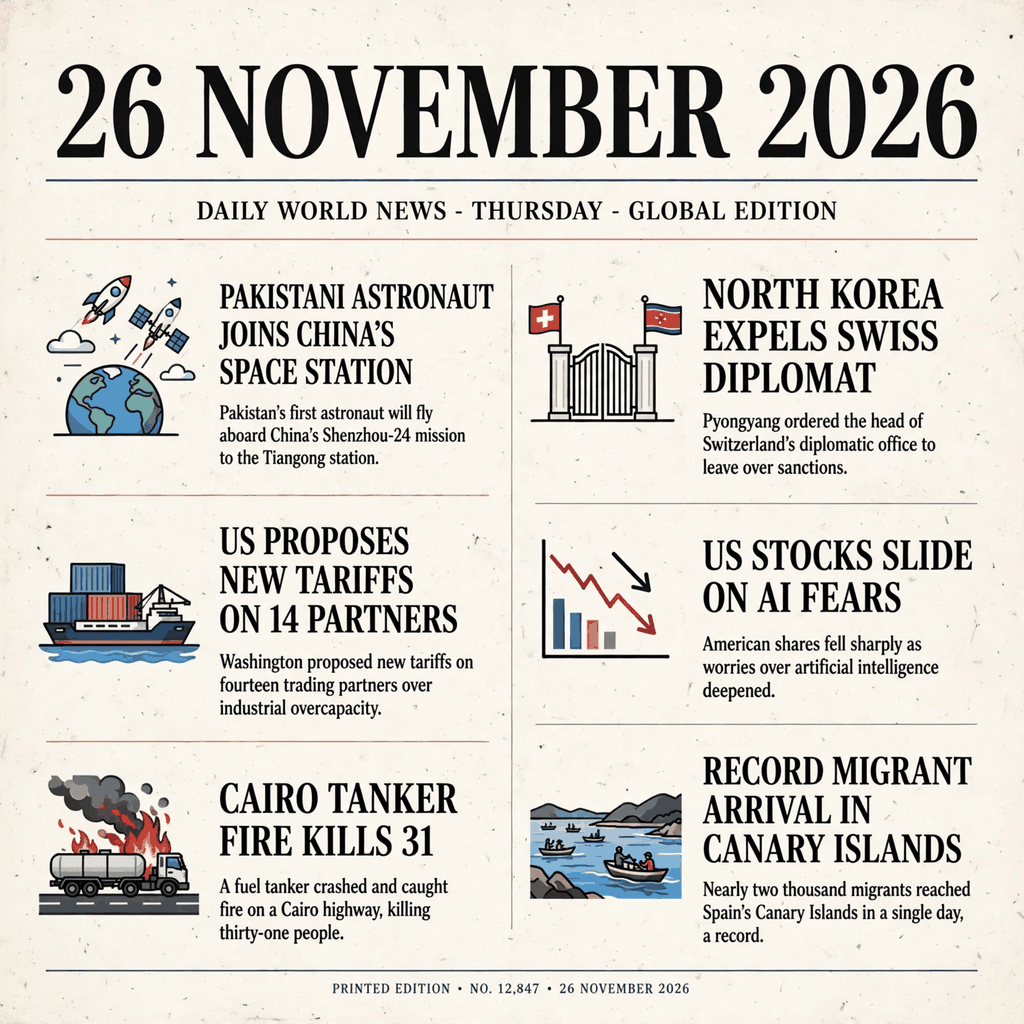 26 NOVEMBER 2026
DAILY WORLD NEWS - THURSDAY - GLOBAL EDITION
PAKISTANI ASTRONAUT
JOINS CHINA'S
SPACE STATION
Pakistan's first astronaut will fly
aboard China's Shenzhou-24 mission
to the Tiangong station.
US PROPOSES
NEW TARIFFS
ON 14 PARTNERS
Washington proposed new tariffs on
fourteen trading partners over
industrial overcapacity.
CAIRO TANKER
FIRE KILLS 31
A fuel tanker crashed and caught
fire on a Cairo highway, killing
thirty-one people.
NORTH KOREA
EXPELS SWISS
DIPLOMAT
Pyongyang ordered the head of
Switzerland's diplomatic office to
leave over sanctions.
US STOCKS SLIDE
ON AI FEARS
American shares fell sharply as
worries over artificial intelligence
deepened.
RECORD MIGRANT
ARRIVAL IN
CANARY ISLANDS
Nearly two thousand migrants reached
Spain's Canary Islands in a single day,
a record.
PRINTED EDITION • NO. 12,847 • 26 NOVEMBER 2026